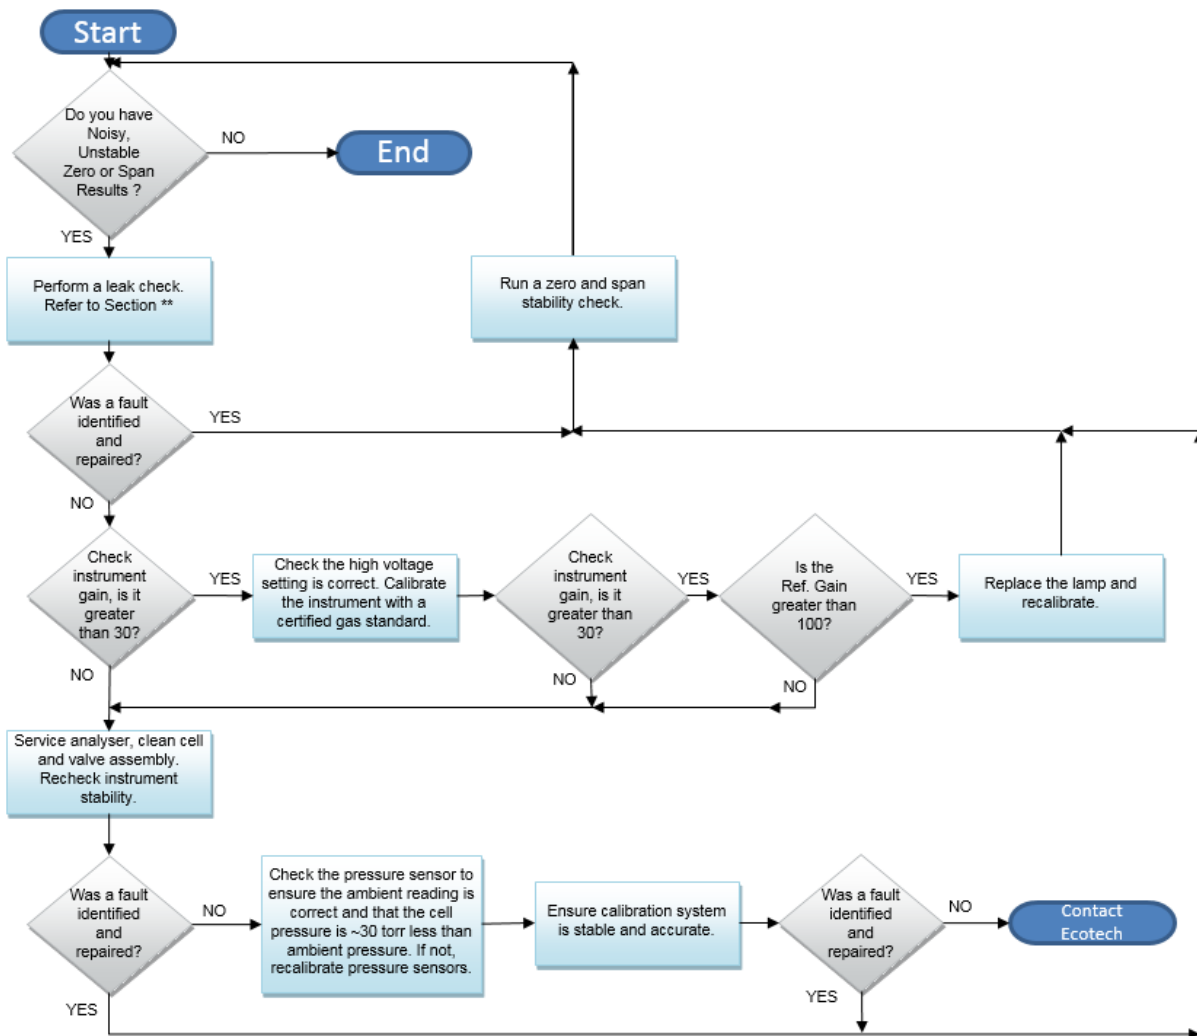 Start
Do you have
Noisy,
Unstable
Zero or Span
Results ?
NO
End
YES
Perform a leak check.
Refer to Section **
Run a zero and span
stability check.
Was a fault
identified
and
repaired?
YES
NO
Check
instrument
gain, is it
greater
than 30?
YES
Check the high voltage
setting is correct. Calibrate
the instrument with a
certified gas standard.
Check
instrument
gain, is it
greater than
30?
YES
Is the
Ref. Gain
greater than
100?
YES
Replace the lamp and
recalibrate.
NO
NO
NO
Service analyser, clean cell
and valve assembly.
Recheck instrument
stability.
Was a fault
identified
and
repaired?
NO
Check the pressure sensor to
ensure the ambient reading is
correct and that the cell
pressure is ~30 torr less than
ambient pressure. If not,
recalibrate pressure sensors.
Ensure calibration system
is stable and accurate.
Was a fault
identified
and
repaired?
NO
Contact
Ecotech
YES
YES